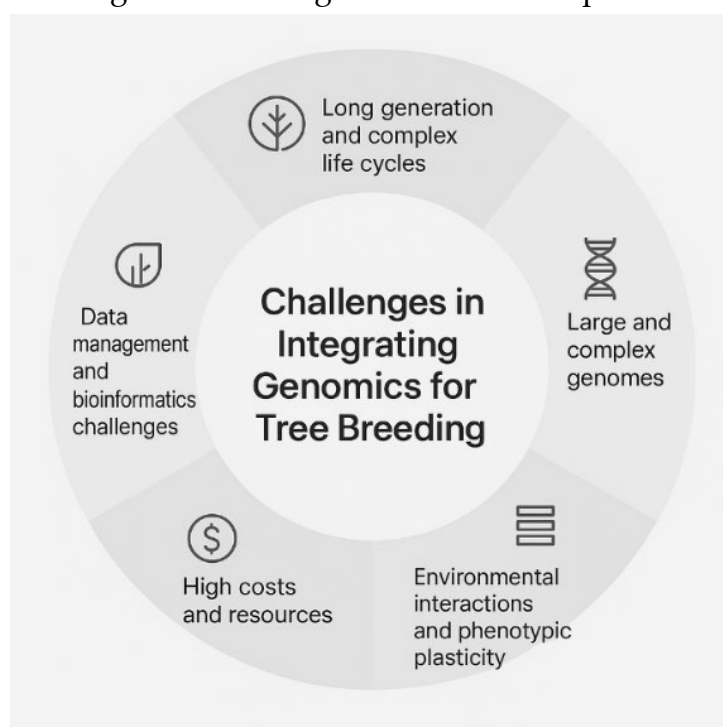 Long generation
and complex
life cycles
Challenges in
Integrating
Genomics for
Tree Breeding
Large and
complex
genomes
Environmental
interactions
and phenotypic
plasticity
$
High costs
and resources
Data
management
and
bioinformatics
challenges